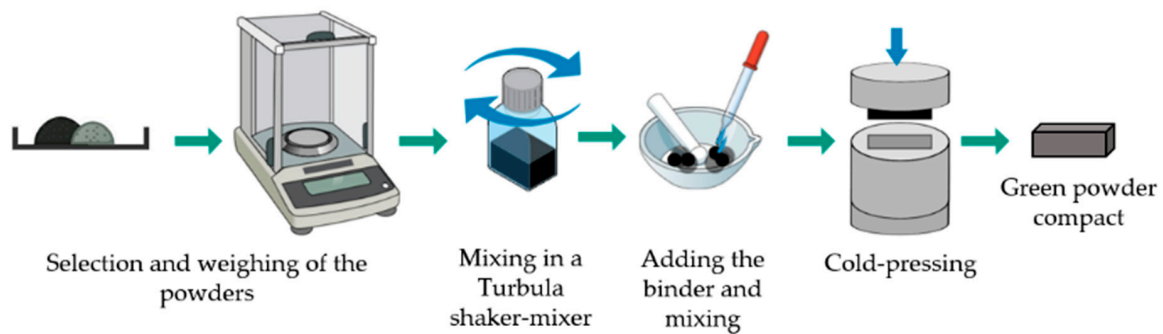 Selection and weighing of the
powders
Mixing in a
Turbula
shaker-mixer
Adding the
binder and
mixing
Cold-pressing
Green powder
compact